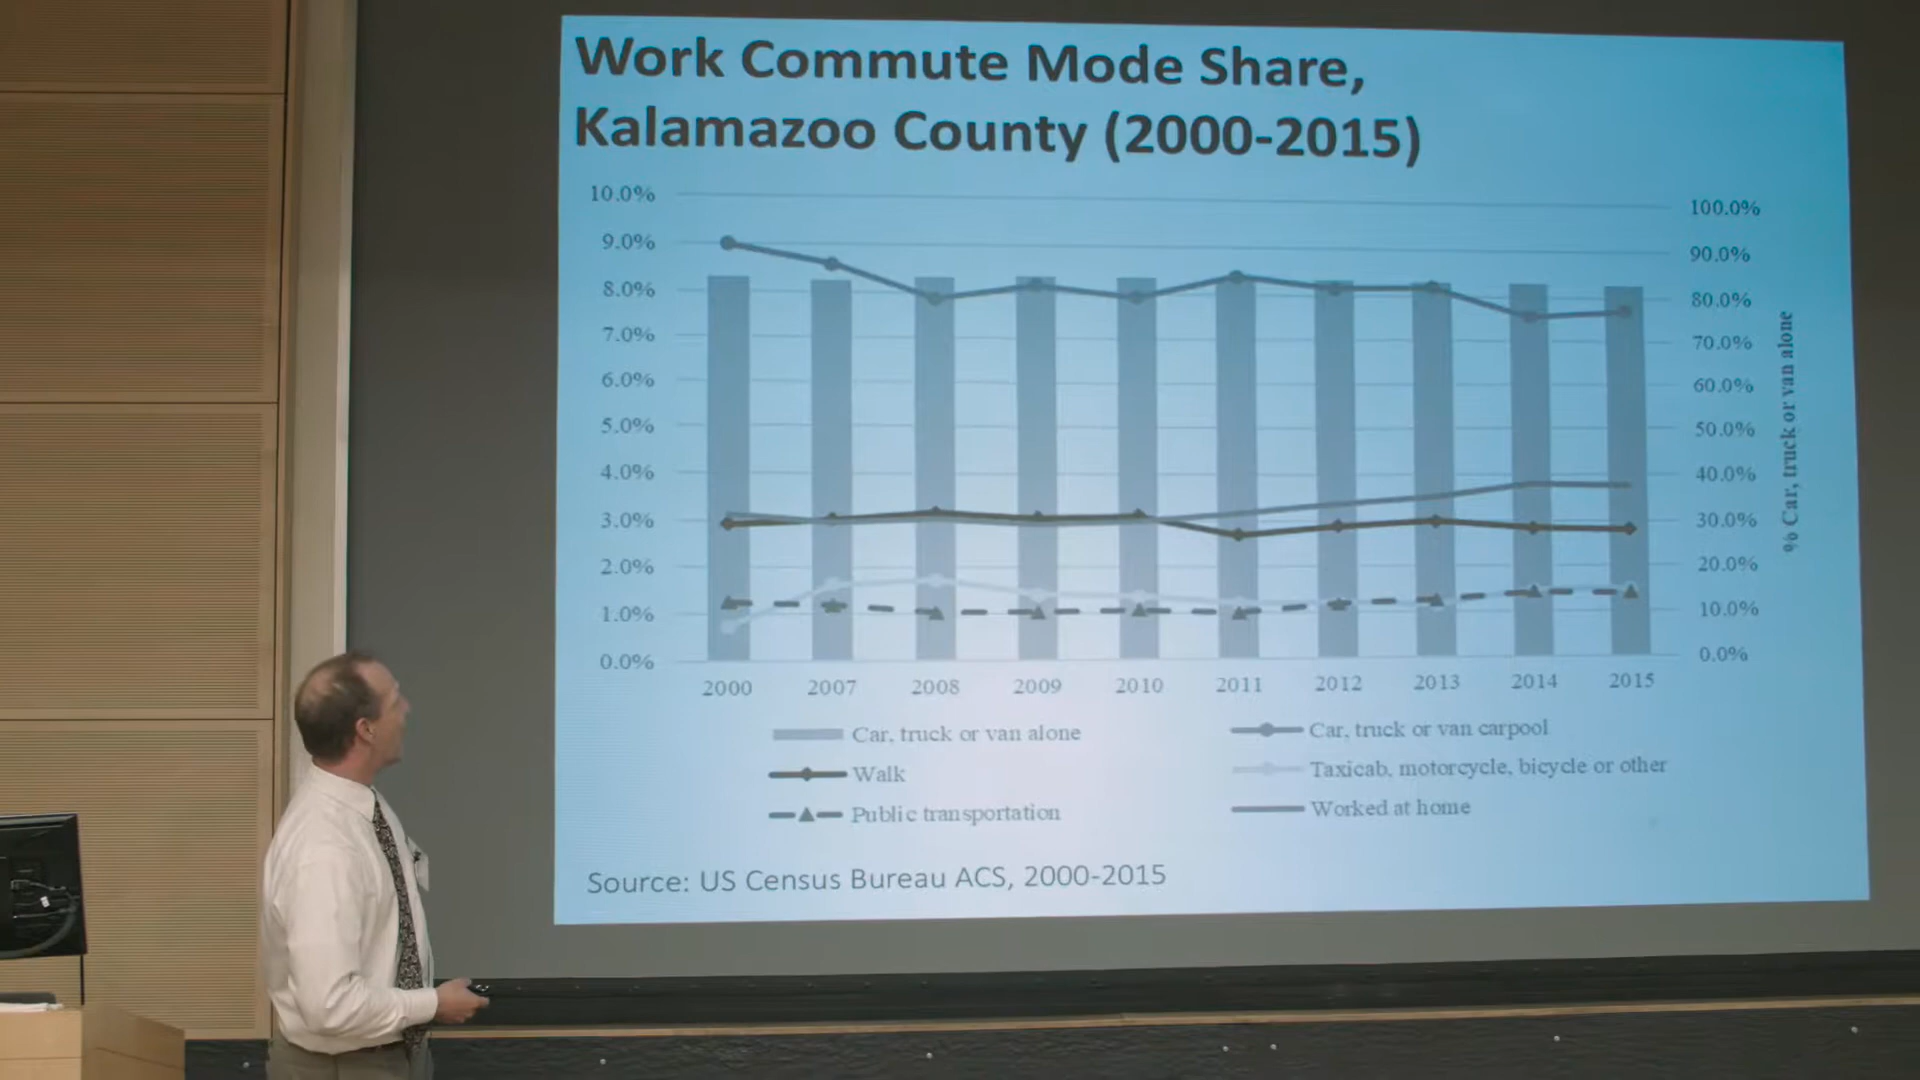 Work Commute Mode Share,
Kalamazoo County (2000-2015)
10.0%
9.0%
8.0%
7.0%
6.0%
5.0%
4.0%
3.0%
2.0%
1.0%
0.0%
100.0%
90.0%
80.0%
70.0%
60.0%
50.0%
40.0%
30.0%
20.0%
10.0%
0.0%
% Car, truck or van alone
2000 2007 2008 2009 2010 2011 2012 2013 2014 2015
Car, truck or van alone
Car, truck or van carpool
Walk
Taxicab, motorcycle, bicycle or other
Public transportation
Worked at home
Source: US Census Bureau ACS, 2000-2015